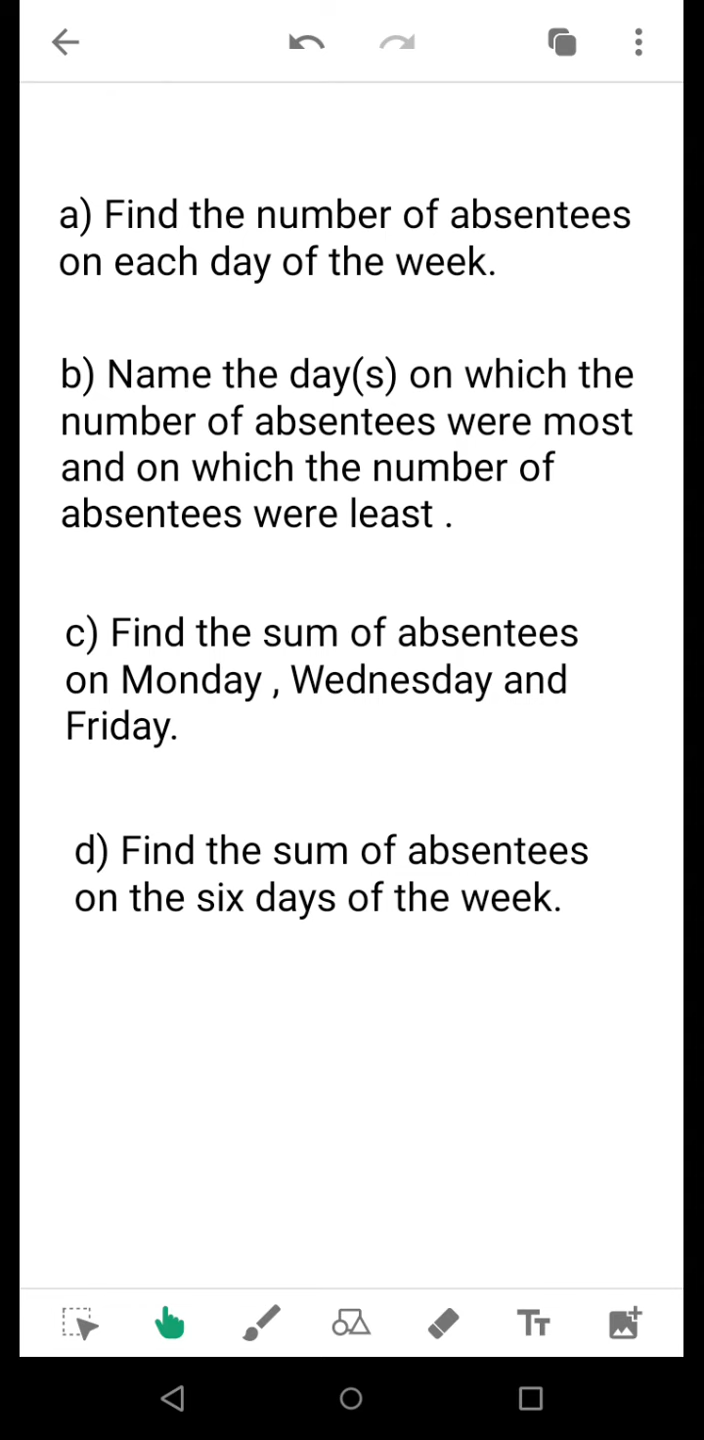 a) Find the number of absentees
on each day of the week.
b) Name the day(s) on which the
number of absentees were most
and on which the number of
absentees were least .
c) Find the sum of absentees
on Monday , Wednesday and
Friday.
d) Find the sum of absentees
on the six days of the week.
TT